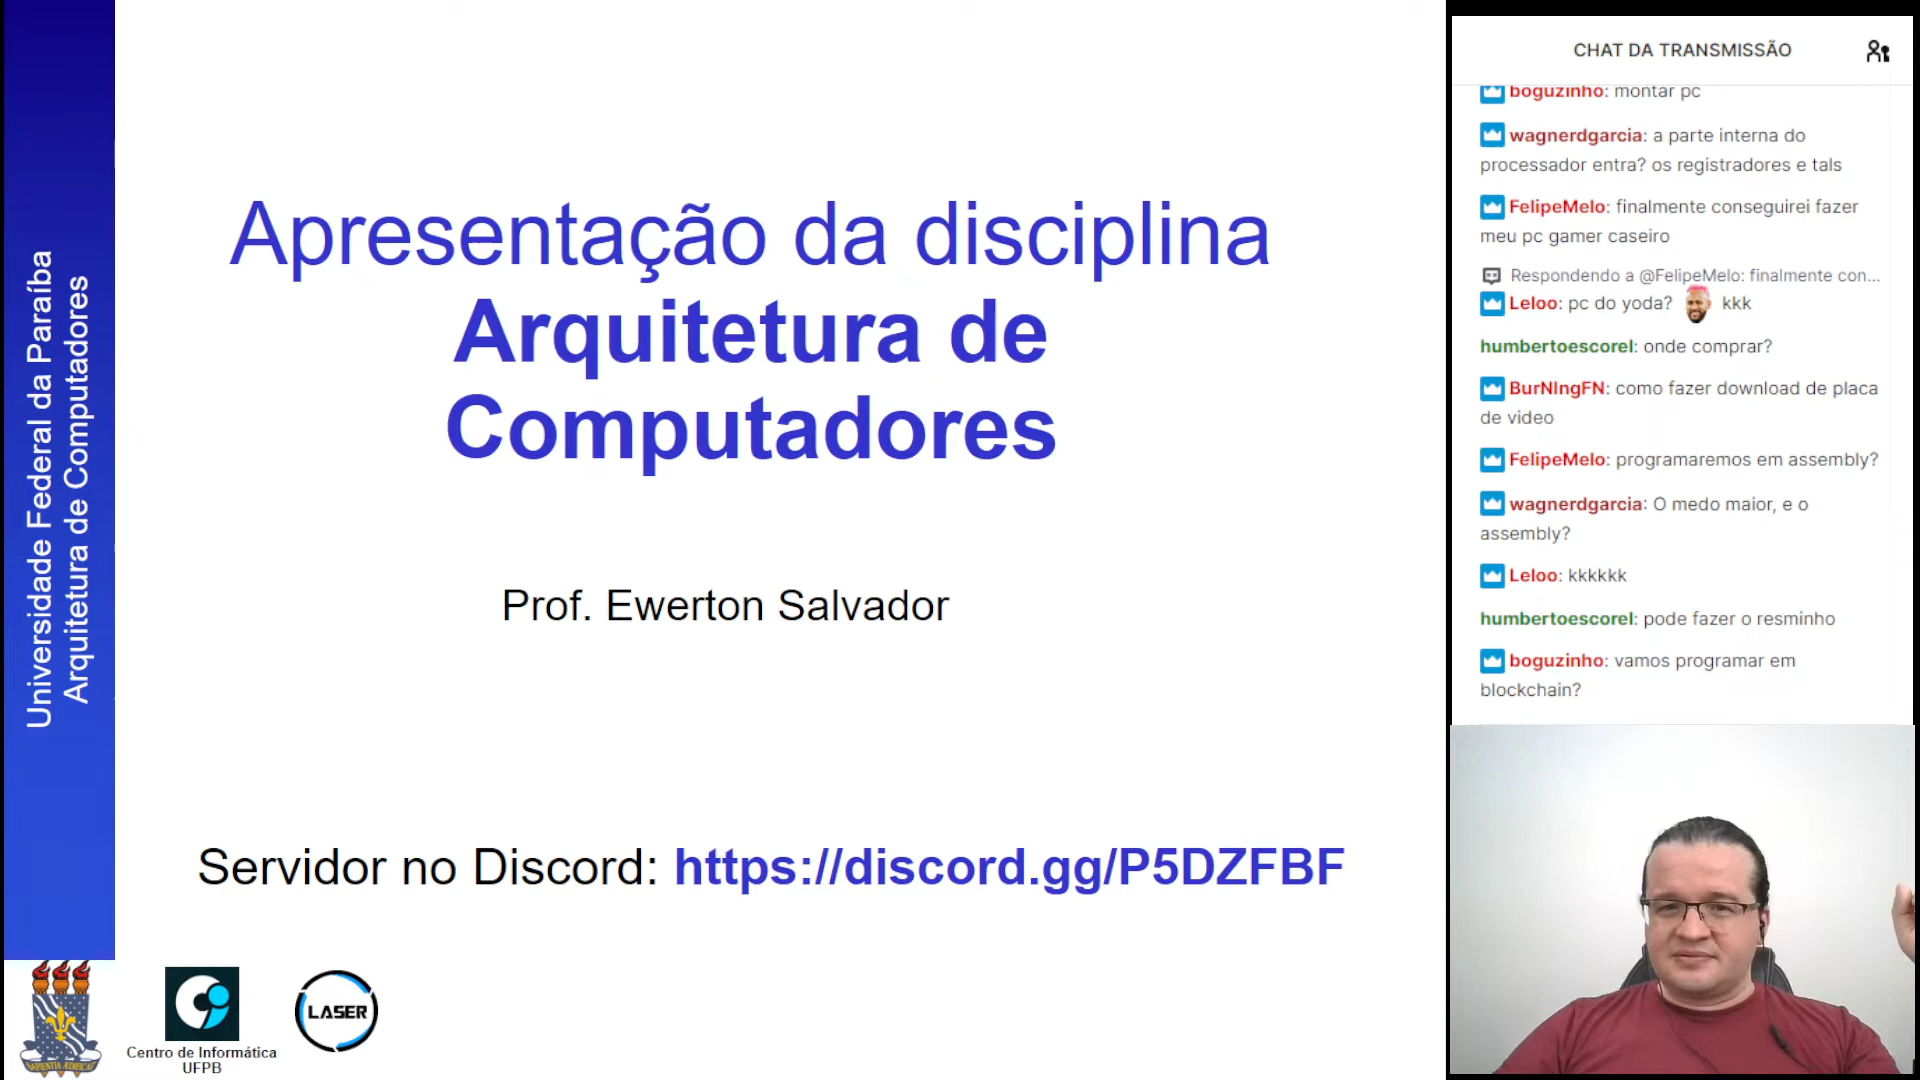 Universidade Federal da Paraíba
Arquitetura de Computadores
Apresentação da disciplina
Arquitetura de
Computadores
Prof. Ewerton Salvador
Servidor no Discord: https://discord.gg/P5DZFBF
SAPIENTIA ÆDIFICAT
Centro de Informática
UFPB
LASER
CHAT DA TRANSMISSÃO
boguzinho: montar pc
wagnerdgarcia: a parte interna do
processador entra? os registradores e tals
FelipeMelo: finalmente conseguirei fazer
meu pc gamer caseiro
Respondendo a @FelipeMelo: finalmente con...
Leloo: pc do yoda? kkk
humbertoescorel: onde comprar?
BurNIngFN: como fazer download de placa
de video
FelipeMelo: programaremos em assembly?
wagnerdgarcia: O medo maior, e o
assembly?
Leloo: kkkkkk
humbertoescorel: pode fazer o resminho
boguzinho: vamos programar em
blockchain?